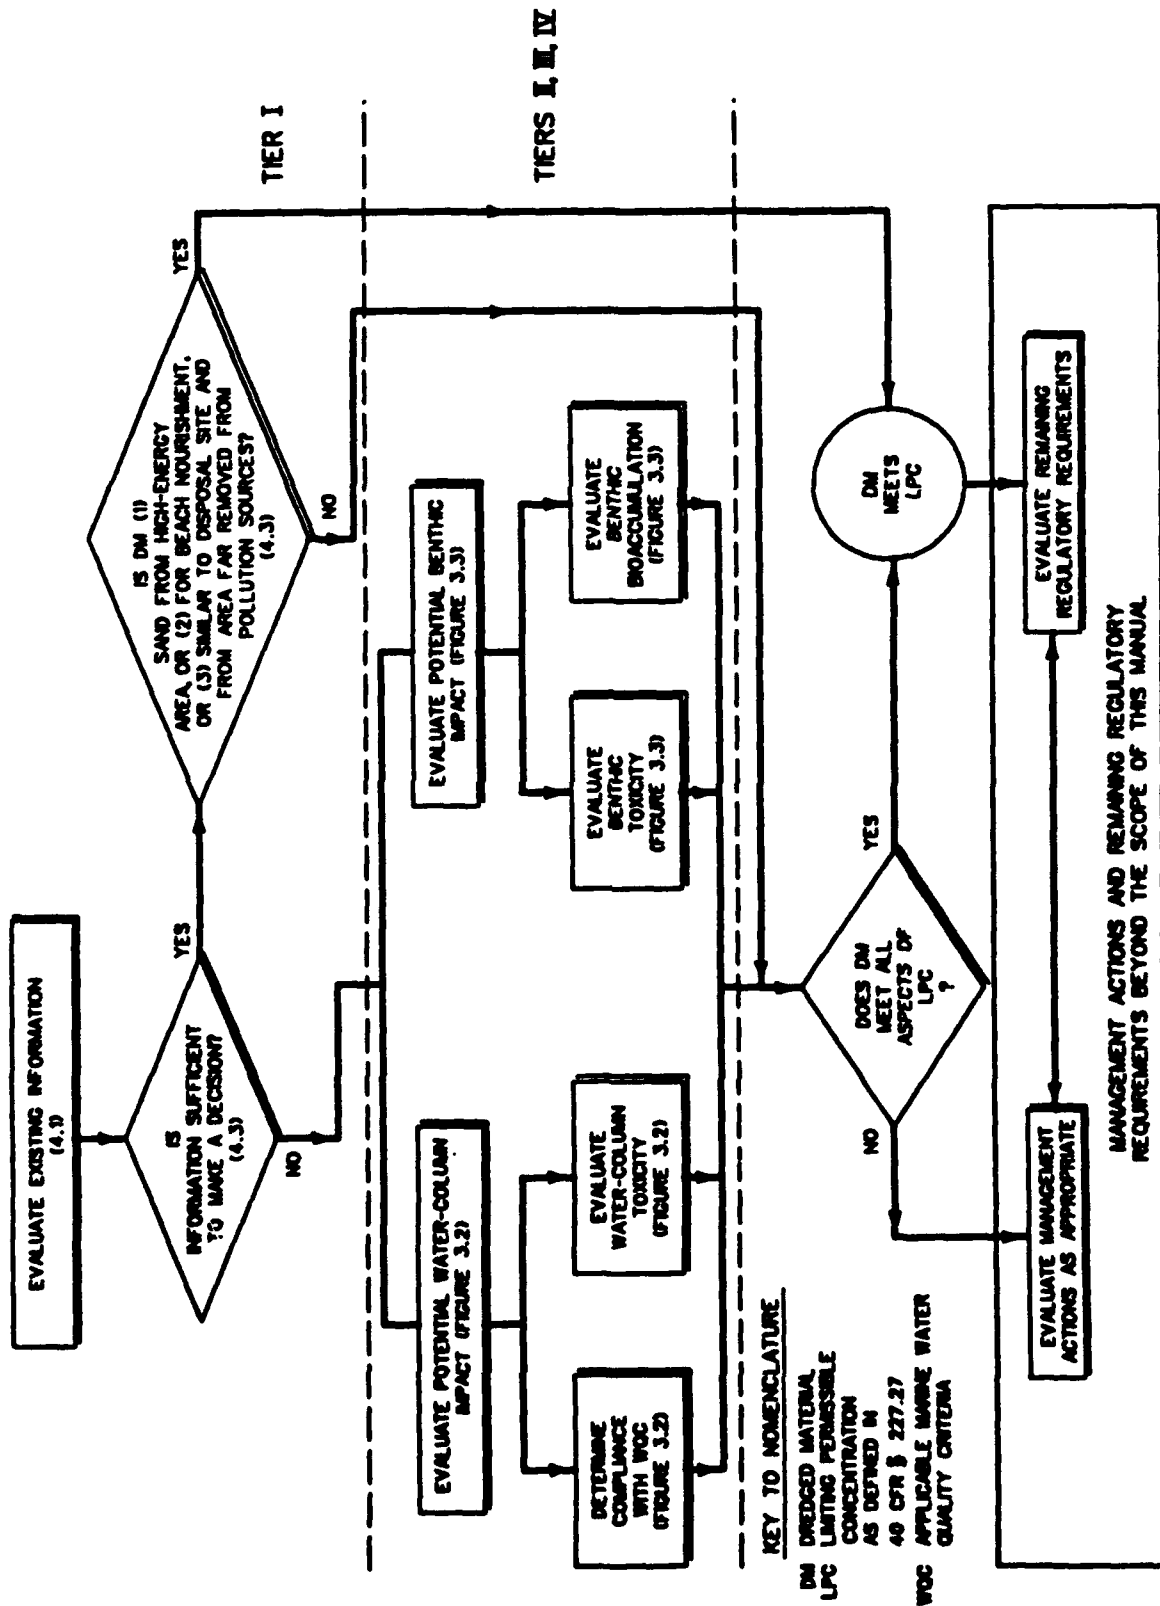 EVALUATE EXISTING INFORMATION
(4.1)
IS
INFORMATION SUFFICIENT
TO MAKE A DECISION?
(4.3)
YES
NO
IS DM (1)
SAND FROM HIGH-ENERGY
AREA, OR (2) FOR BEACH NOURISHMENT,
OR (3) SIMILAR TO DISPOSAL SITE AND
FROM AREA FAR REMOVED FROM
POLLUTION SOURCES?
(4.3)
YES
NO
TIER I
EVALUATE POTENTIAL WATER-COLUMN
IMPACT (FIGURE 3.2)
EVALUATE POTENTIAL BENTHIC
IMPACT (FIGURE 3.3)
TIERS II, III, IV
DETERMINE
COMPLIANCE
WITH WQC
(FIGURE 3.2)
EVALUATE
WATER-COLUMN
TOXICITY
(FIGURE 3.2)
EVALUATE
BENTHIC
TOXICITY
(FIGURE 3.3)
EVALUATE
BENTHIC
BIOACCUMULATION
(FIGURE 3.3)
KEY TO NOMENCLATURE
DM DREDGED MATERIAL
LPC LIMITING PERMISSIBLE
CONCENTRATION
AS DEFINED IN
40 CFR § 227.27
WQC APPLICABLE MARINE WATER
QUALITY CRITERIA
DOES DM
MEET ALL
ASPECTS OF
LPC
?
NO
YES
DM
MEETS
LPC
EVALUATE MANAGEMENT
ACTIONS AS APPROPRIATE
EVALUATE REMAINING
REGULATORY REQUIREMENTS
MANAGEMENT ACTIONS AND REMAINING REGULATORY
REQUIREMENTS BEYOND THE SCOPE OF THIS MANUAL